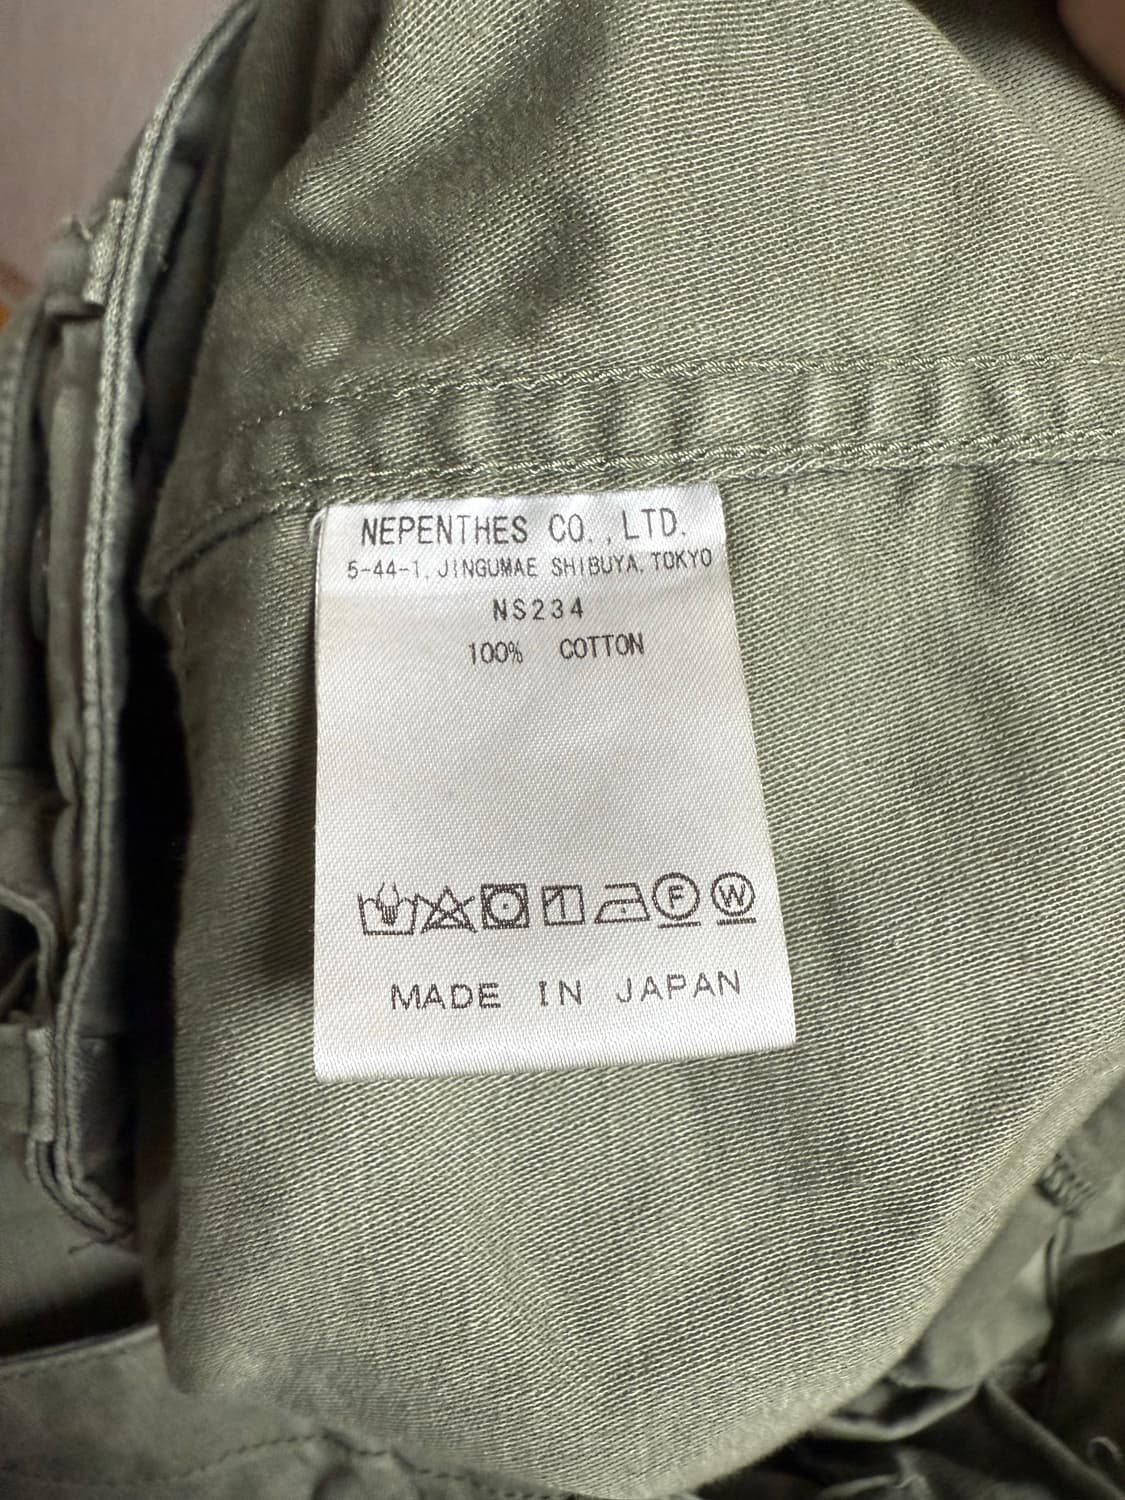 NEPENTHES CO.,LTD.
5-44-1, JINGUMAE SHIBUYA, TOKYO
NS234
100% COTTON
F W
MADE IN JAPAN